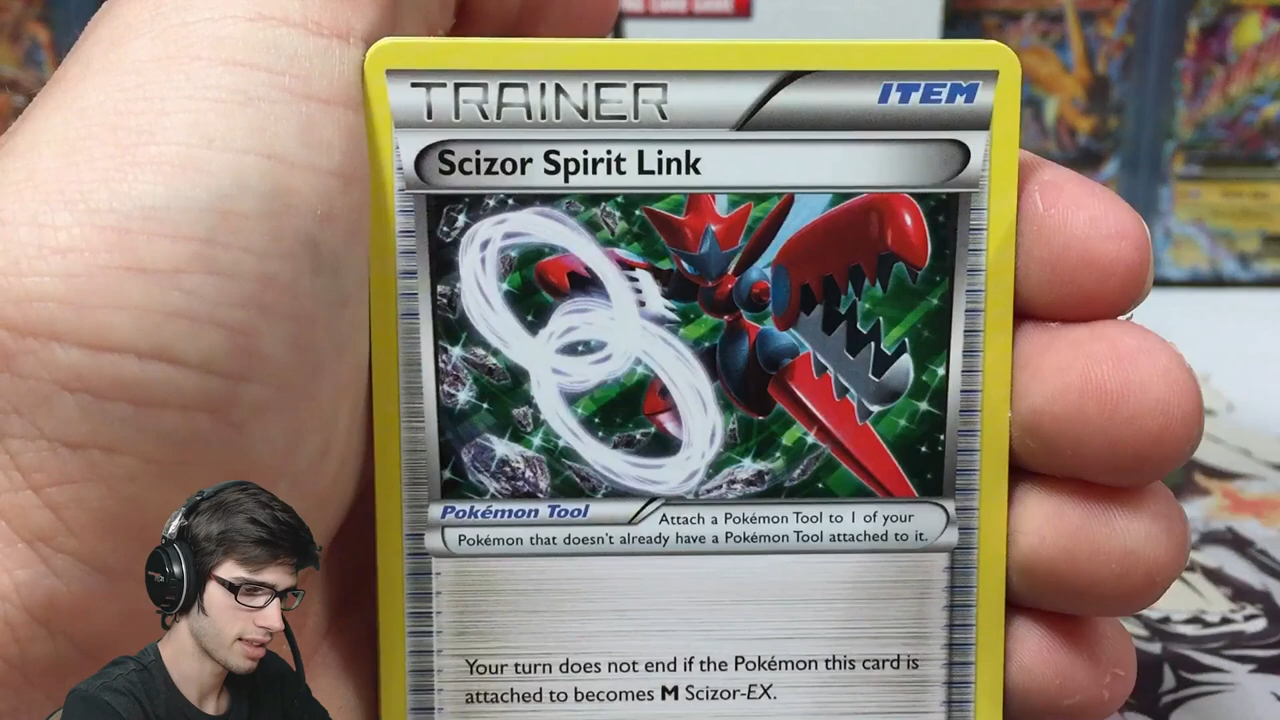 TRAINER
ITEM
Scizor Spirit Link
Pokémon Tool
Attach a Pokémon Tool to 1 of your
Pokémon that doesn't already have a Pokémon Tool attached to it.
Your turn does not end if the Pokémon this card is
attached to becomes M Scizor-EX.